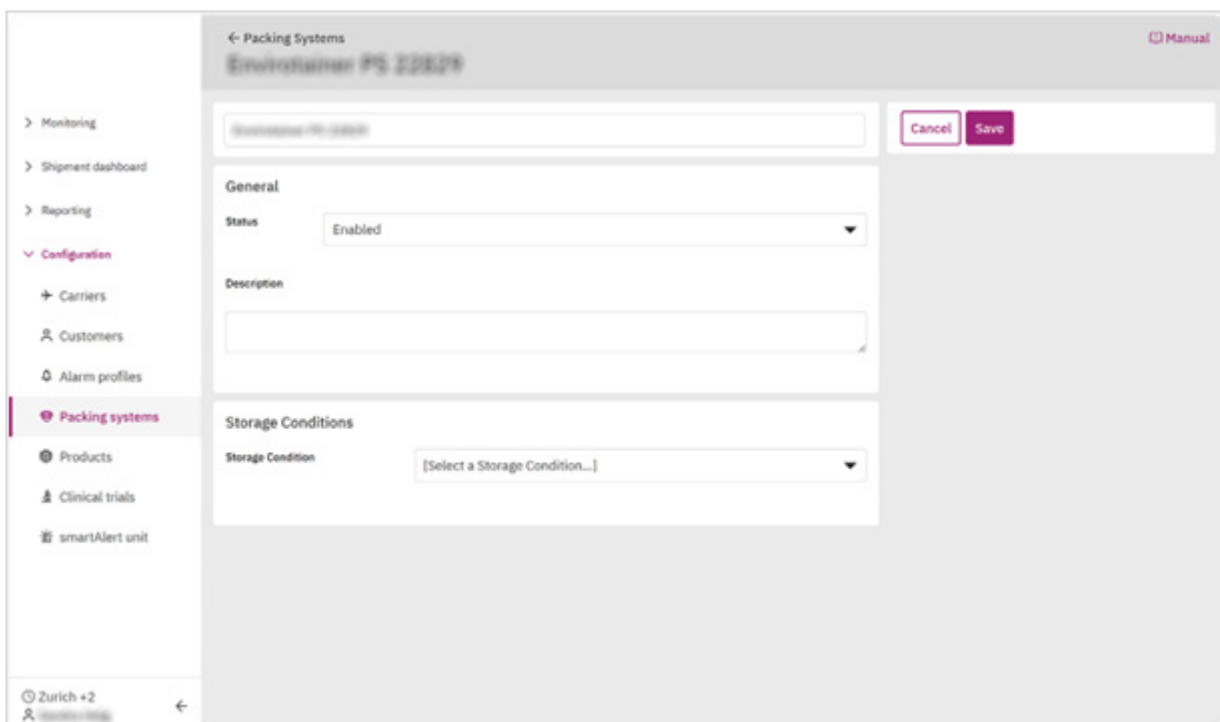 Packing Systems
Manual
Monitoring
Shipment dashboard
Reporting
Configuration
Carriers
Customers
Alarm profiles
Packing systems
Products
Clinical trials
smartAlert unit
Zurich +2
Cancel
Save
General
Status
Enabled
Description
Storage Conditions
Storage Condition
[Select a Storage Condition...]